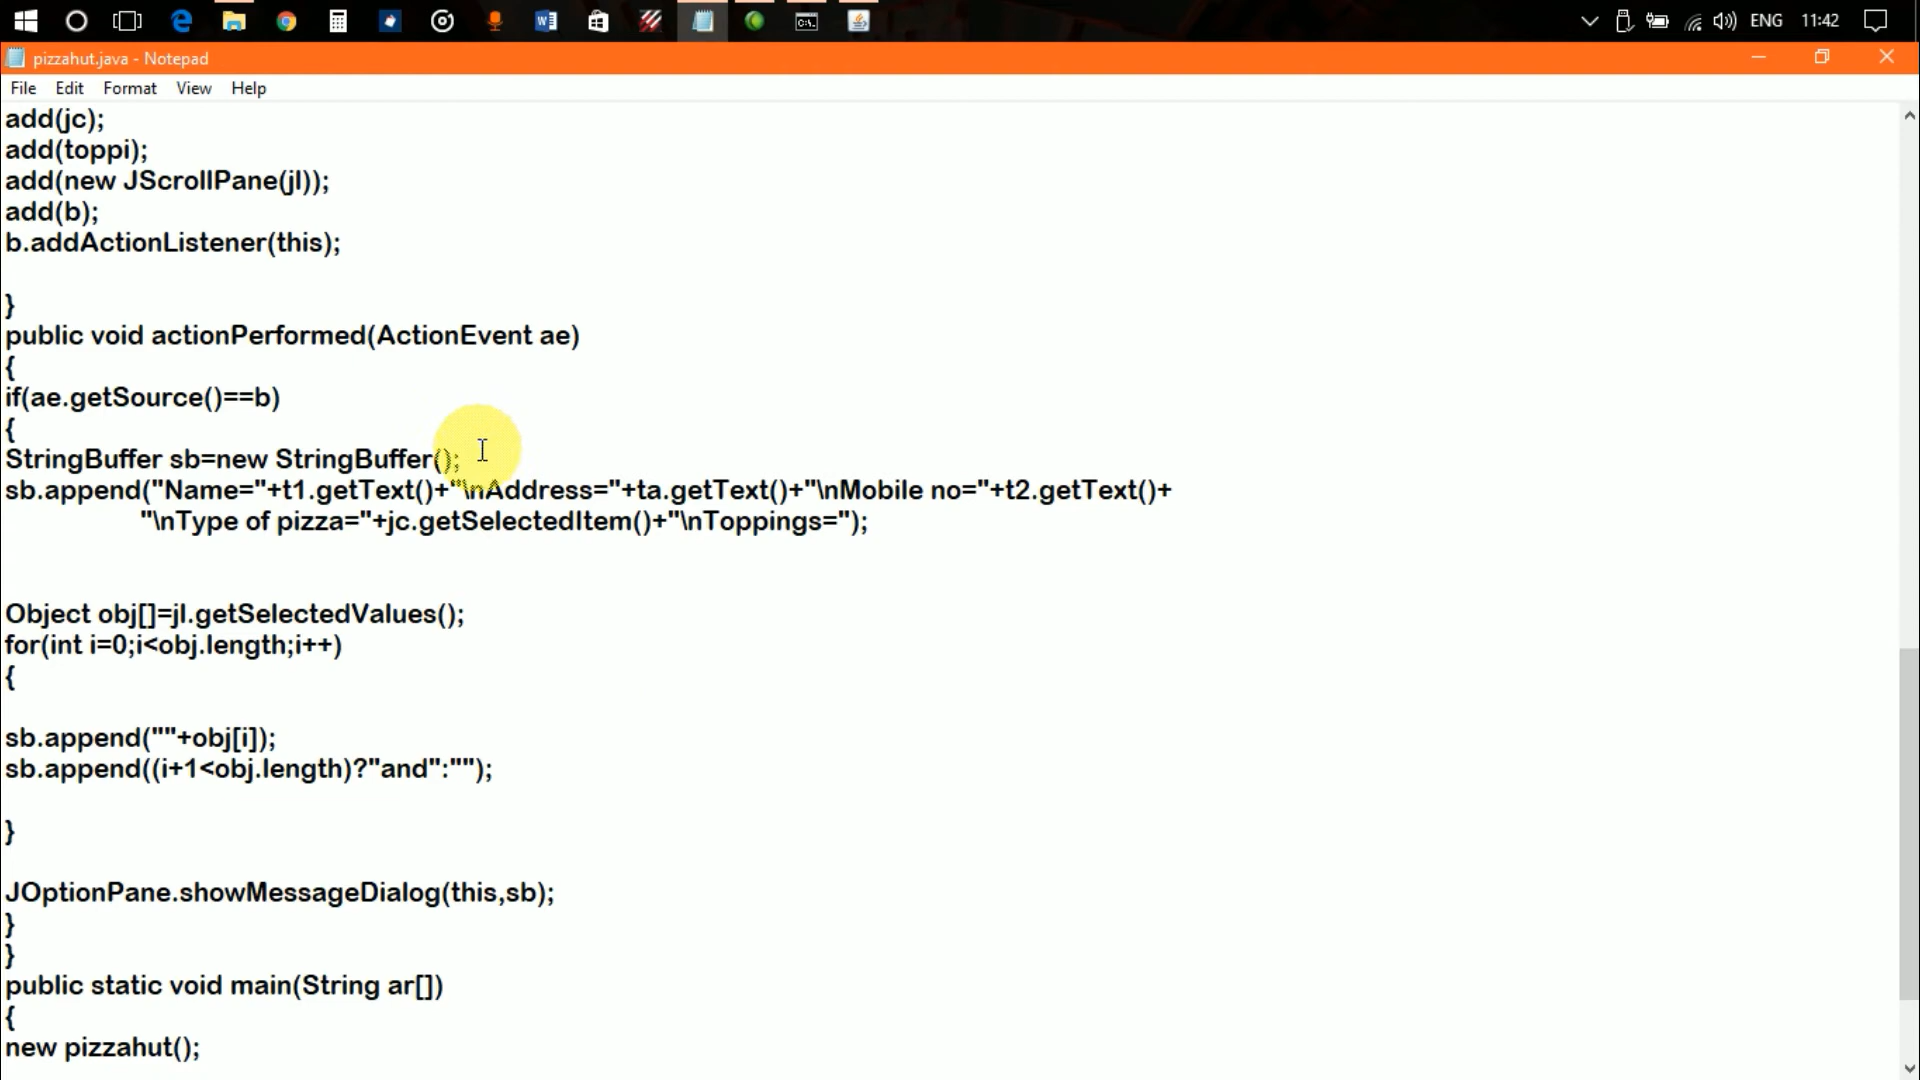 ENG 11:42
pizzahut.java - Notepad
File Edit Format View Help
add(jc);
add(toppi);
add(new JScrollPane(jl));
add(b);
b.addActionListener(this);
}
public void actionPerformed(ActionEvent ae)
{
if(ae.getSource()==b)
{
StringBuffer sb=new StringBuffer();
sb.append("Name="+t1.getText()+"\nAddress="+ta.getText()+"\nMobile no="+t2.getText()+
"\nType of pizza="+jc.getSelectedItem()+"\nToppings=");
Object obj[]=jl.getSelectedValues();
for(int i=0;i<obj.length;i++)
{
sb.append(""+obj[i]);
sb.append((i+1<obj.length)?"and":"");
}
JOptionPane.showMessageDialog(this,sb);
}
}
public static void main(String ar[])
{
new pizzahut();